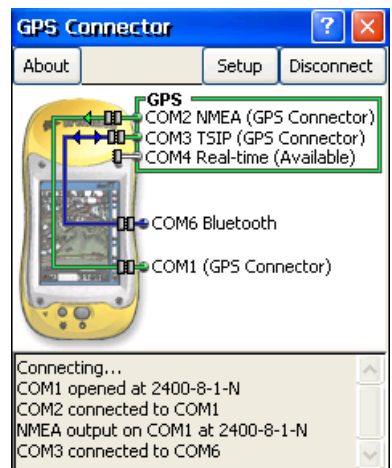 GPS Connector
?
About
Setup
Disconnect
GPS
COM2 NMEA (GPS Connector)
COM3 TSIP (GPS Connector)
COM4 Real-time (Available)
COM6 Bluetooth
COM1 (GPS Connector)
Connecting...
COM1 opened at 2400-8-1-N
COM2 connected to COM1
NMEA output on COM1 at 2400-8-1-N
COM3 connected to COM6